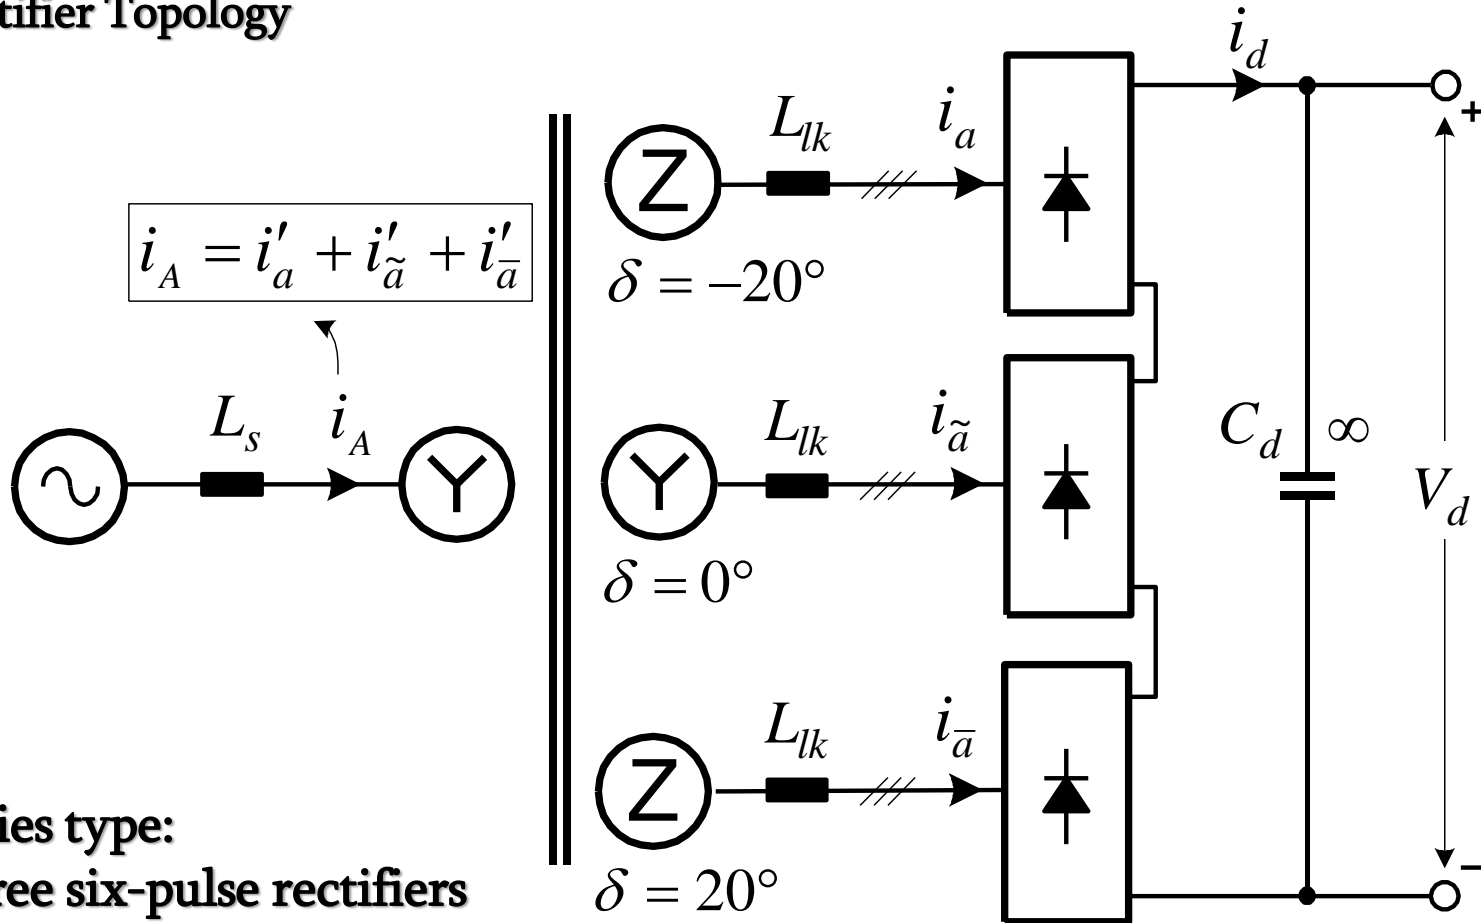 tifier Topology
i_d
+
L_lk
i_a
Z
i_A = i'_a + i'_ã + i'_ā
δ = −20°
L_s
i_A
Y
Y
L_lk
i_ã
C_d
∞
V_d
δ = 0°
L_lk
i_ā
Z
ies type:
ree six-pulse rectifiers
δ = 20°
−